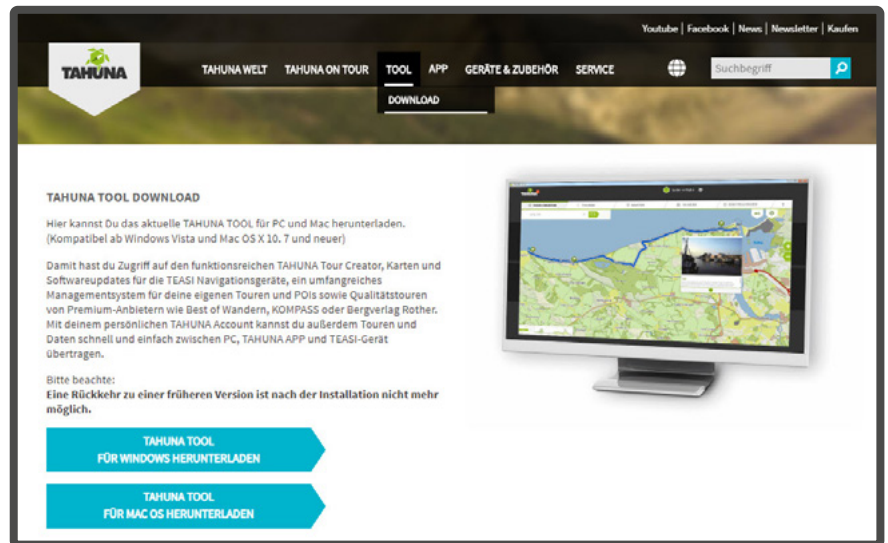 Youtube | Facebook | News | Newsletter | Kaufen
TAHUNA
TAHUNA WELT TAHUNA ON TOUR TOOL APP GERÄTE & ZUBEHÖR SERVICE Suchbegriff
DOWNLOAD
TAHUNA TOOL DOWNLOAD
Hier kannst Du das aktuelle TAHUNA TOOL für PC und Mac herunterladen.
(Kompatibel ab Windows Vista und Mac OS X 10. 7 und neuer)
Damit hast du Zugriff auf den funktionsreichen TAHUNA Tour Creator, Karten und
Softwareupdates für die TEASI Navigationsgeräte, ein umfangreiches
Managementsystem für deine eigenen Touren und POIs sowie Qualitätstouren
von Premium-Anbietern wie Best of Wandern, KOMPASS oder Bergverlag Rother.
Mit deinem persönlichen TAHUNA Account kannst du außerdem Touren und
Daten schnell und einfach zwischen PC, TAHUNA APP und TEASI-Gerät
übertragen.
Bitte beachte:
Eine Rückkehr zu einer früheren Version ist nach der Installation nicht mehr
möglich.
TAHUNA TOOL
FÜR WINDOWS HERUNTERLADEN
TAHUNA TOOL
FÜR MAC OS HERUNTERLADEN